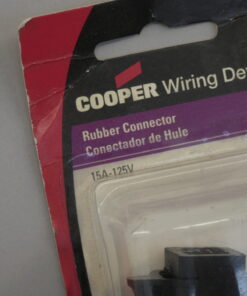 COOPER Wiring De
Rubber Connector
Conectador de Hule
15A-125V